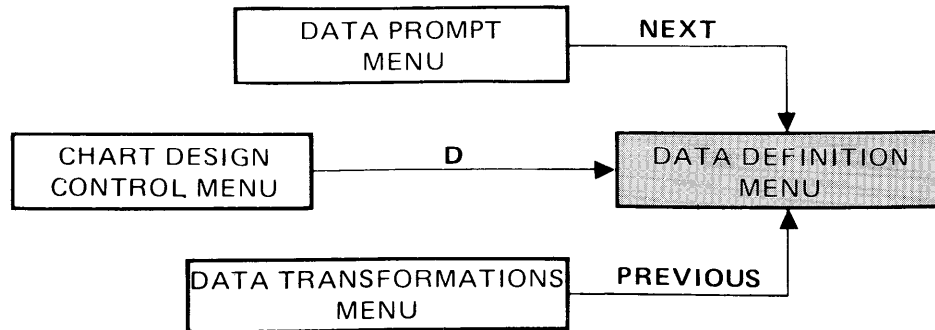 DATA PROMPT
MENU
NEXT
CHART DESIGN
CONTROL MENU
D
DATA DEFINITION
MENU
DATA TRANSFORMATIONS
MENU
PREVIOUS